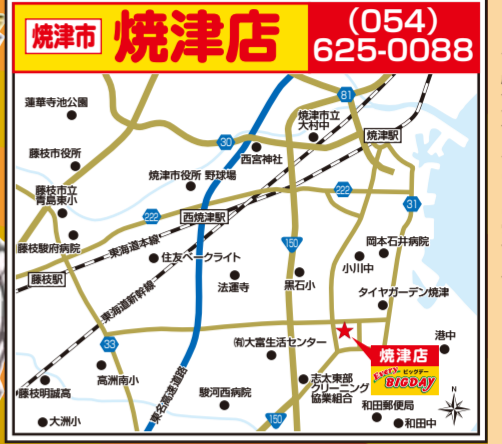 焼津市
焼津店
(054)
625-0088
蓮華寺池公園
81
焼津市立
大村中
焼津駅
30
藤枝市役所
西宮神社
焼津市役所 野球場
藤枝市立
青島東小
222
31
222
西焼津駅
藤枝駿府病院
東海道本線
150
岡本石井病院
住友ベークライト
小川中
藤枝駅
法運寺
黒石小
東海道新幹線
タイヤガーデン焼津
㈲大富生活センター
港中
33
焼津店
Every
ビッグデー
BIGDAY
高洲南小
藤枝明誠高
東名高速道路
志太東部
クリーニング
協業組合
駿河西病院
和田郵便局
N
大洲小
150
和田中